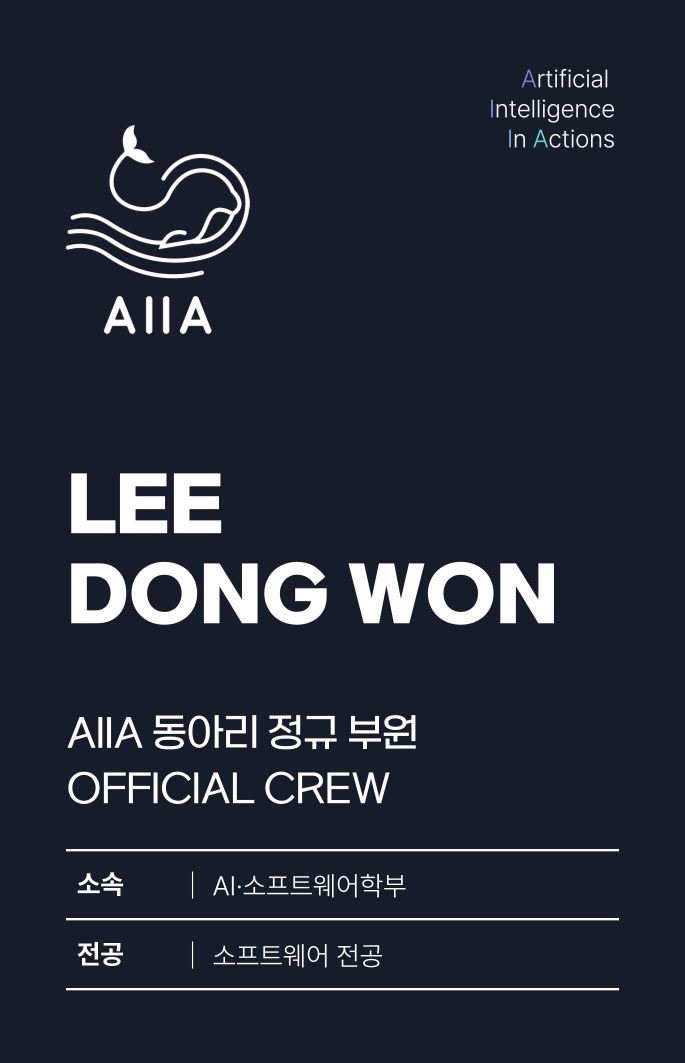 Artificial
Intelligence
In Actions
AIIA
LEE
DONG WON
AIIA 동아리 정규 부원
OFFICIAL CREW
소속 | AI·소프트웨어학부
전공 | 소프트웨어 전공